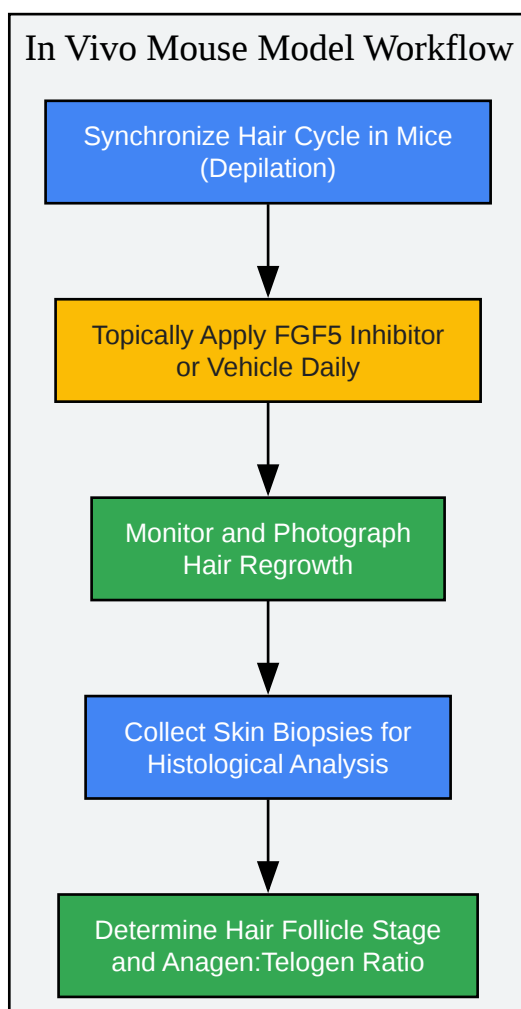 In Vivo Mouse Model Workflow
Synchronize Hair Cycle in Mice
(Depilation)
Topically Apply FGF5 Inhibitor
or Vehicle Daily
Monitor and Photograph
Hair Regrowth
Collect Skin Biopsies for
Histological Analysis
Determine Hair Follicle Stage
and Anagen:Telogen Ratio